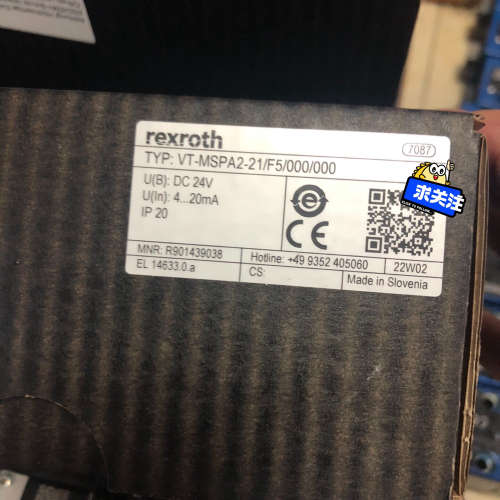 rexroth
7087
TYP: VT-MSPA2-21/F5/000/000
U(B): DC 24V
U(In): 4...20mA
IP 20
求关注
MNR: R901439038
Hotline: +49 9352 405060
22W02
EL 14633.0.a
CS:
Made in Slovenia